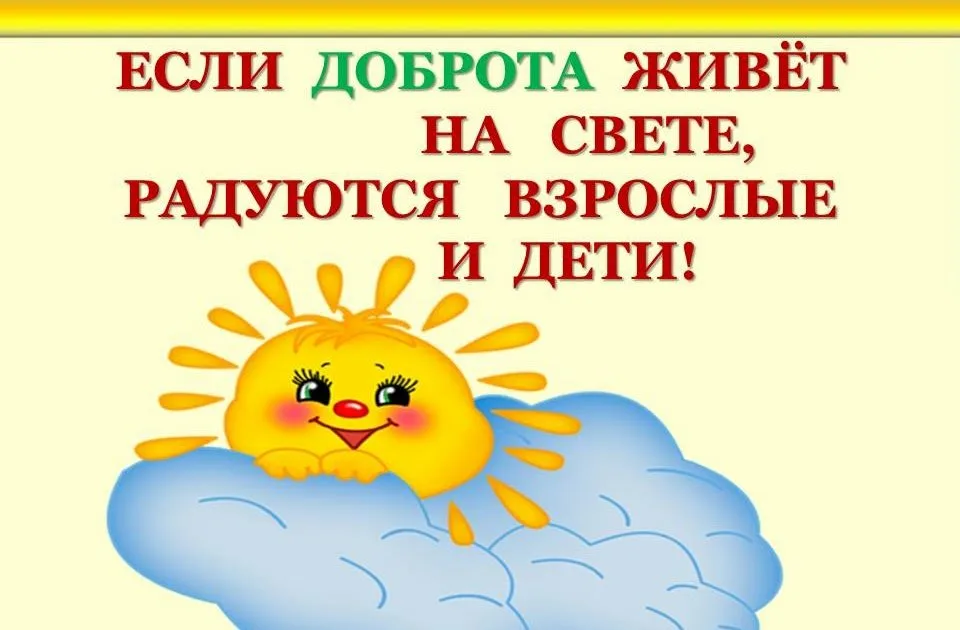 ЕСЛИ ДОБРОТА ЖИВЁТ
НА СВЕТЕ,
РАДУЮТСЯ ВЗРОСЛЫЕ
И ДЕТИ!